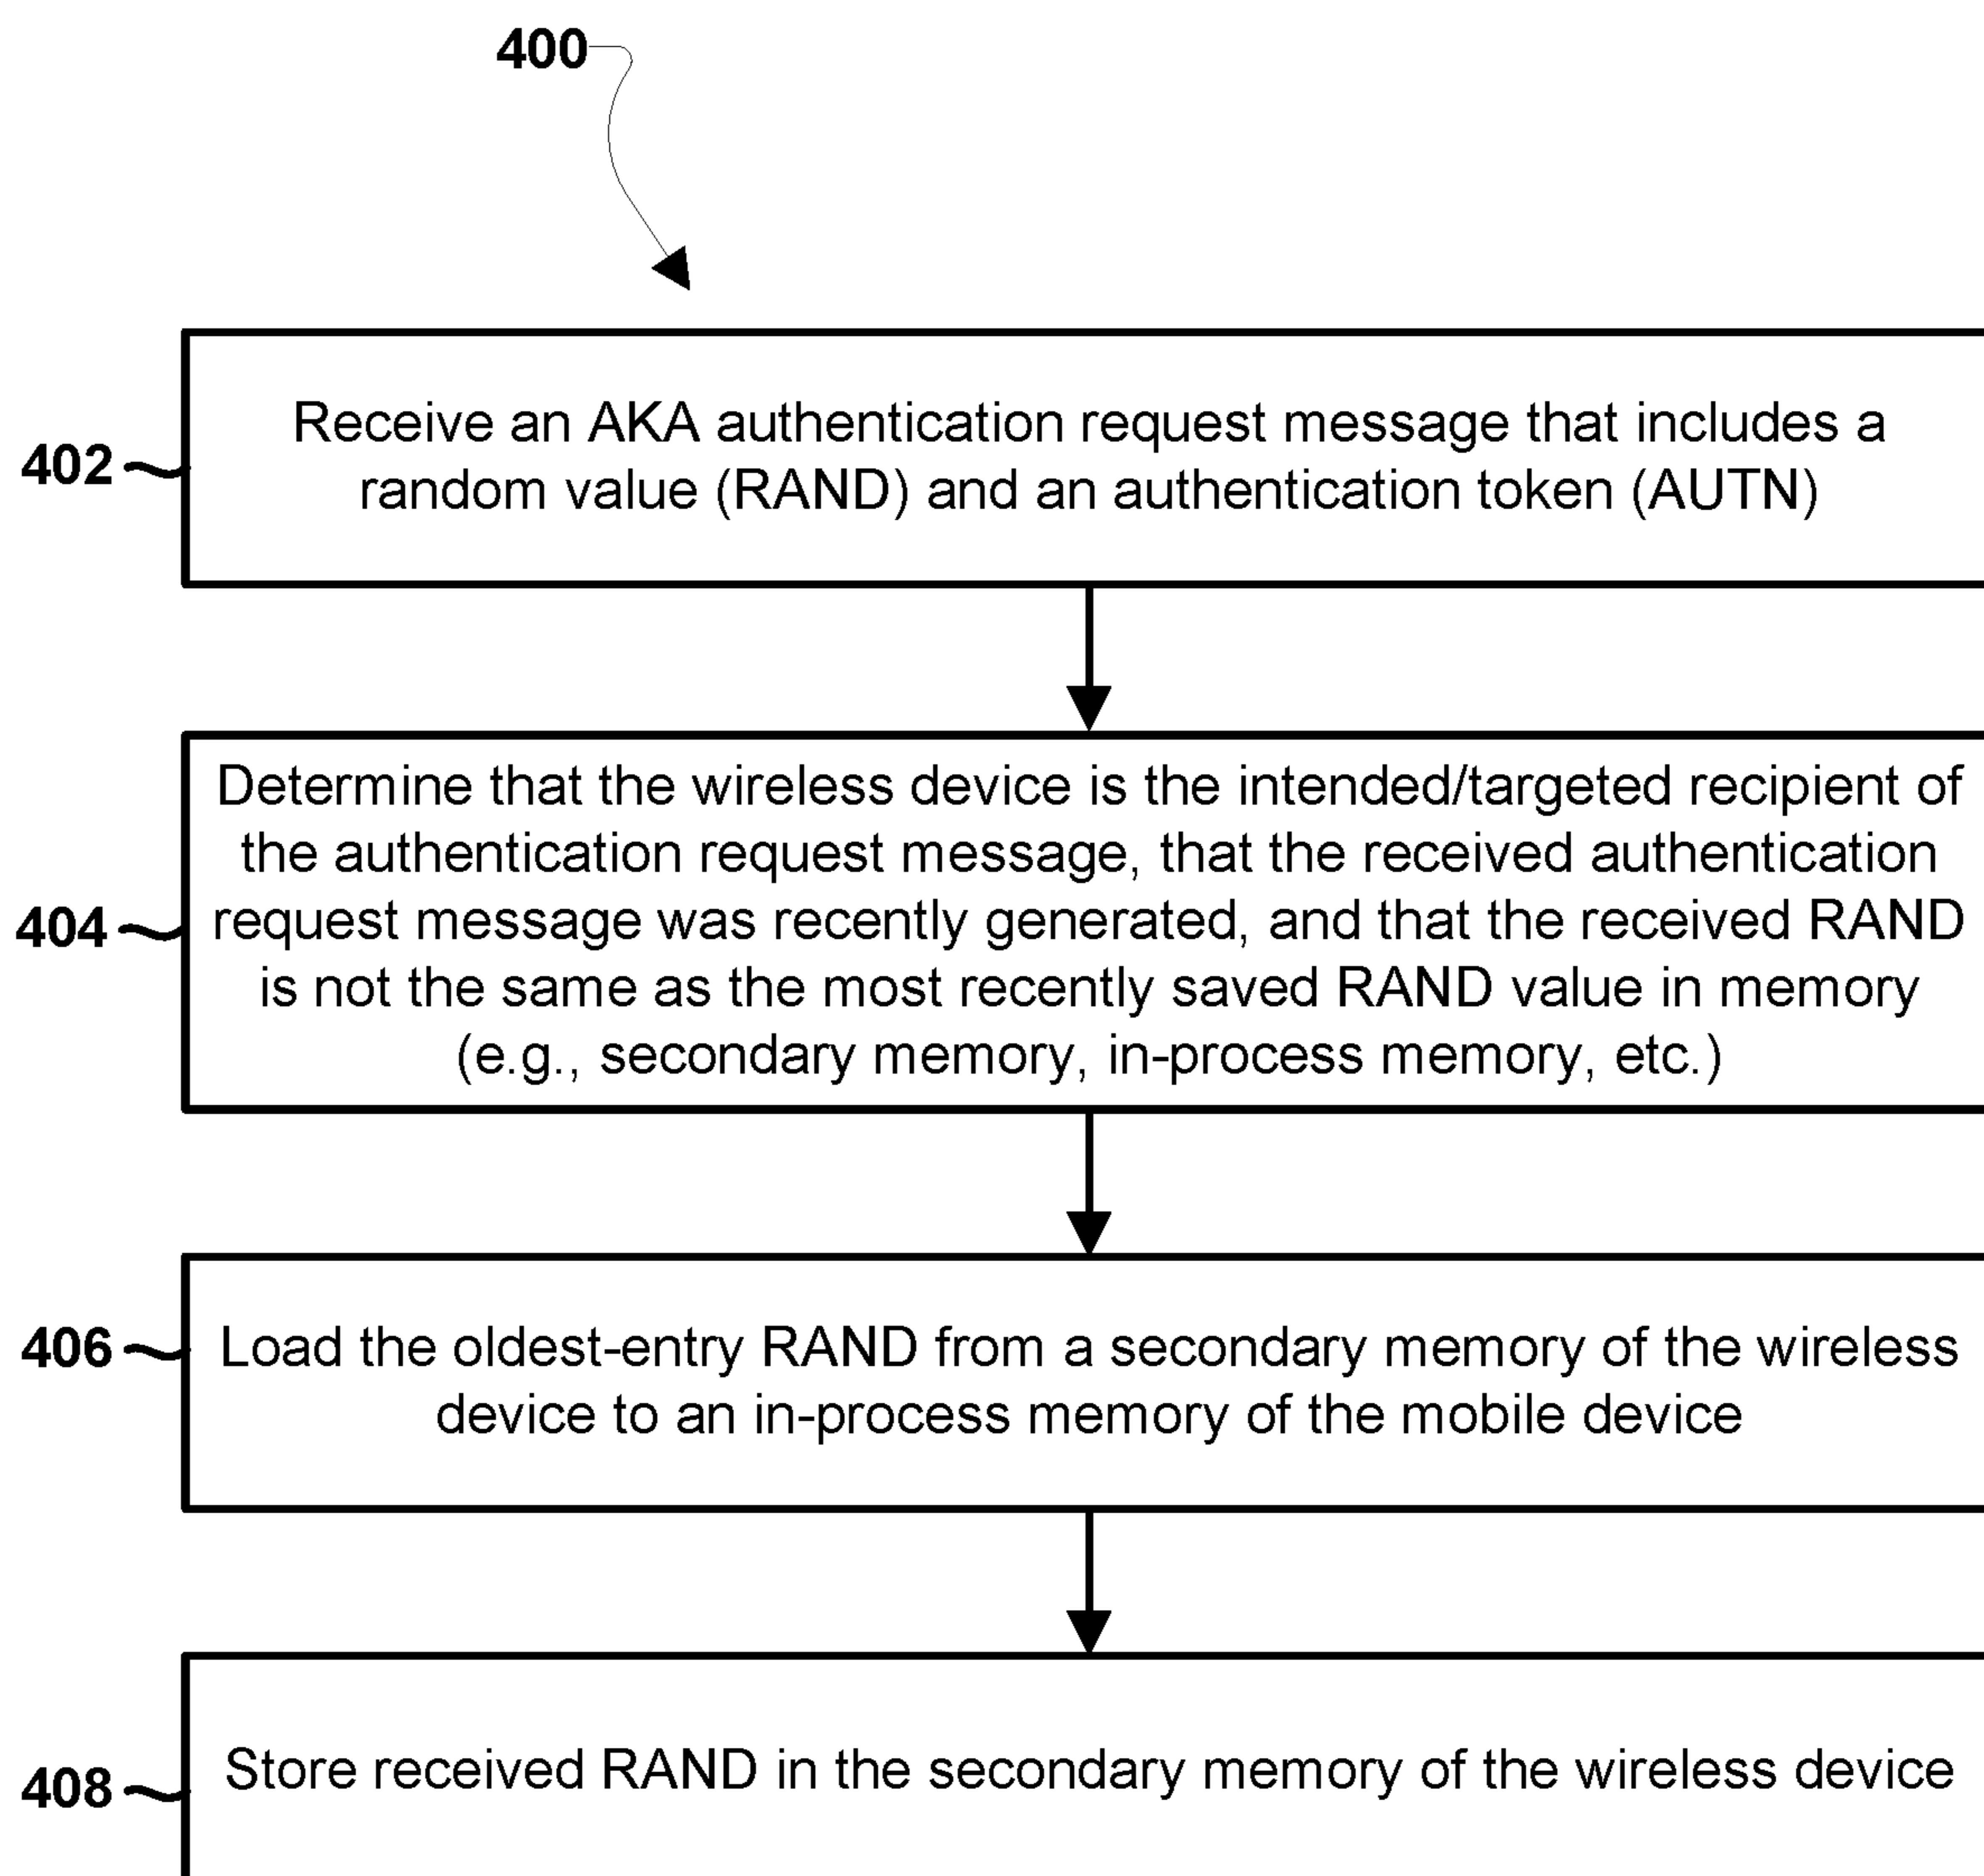 400
402
Receive an AKA authentication request message that includes a
random value (RAND) and an authentication token (AUTN)
404
Determine that the wireless device is the intended/targeted recipient of
the authentication request message, that the received authentication
request message was recently generated, and that the received RAND
is not the same as the most recently saved RAND value in memory
(e.g., secondary memory, in-process memory, etc.)
406
Load the oldest-entry RAND from a secondary memory of the wireless
device to an in-process memory of the mobile device
408
Store received RAND in the secondary memory of the wireless device